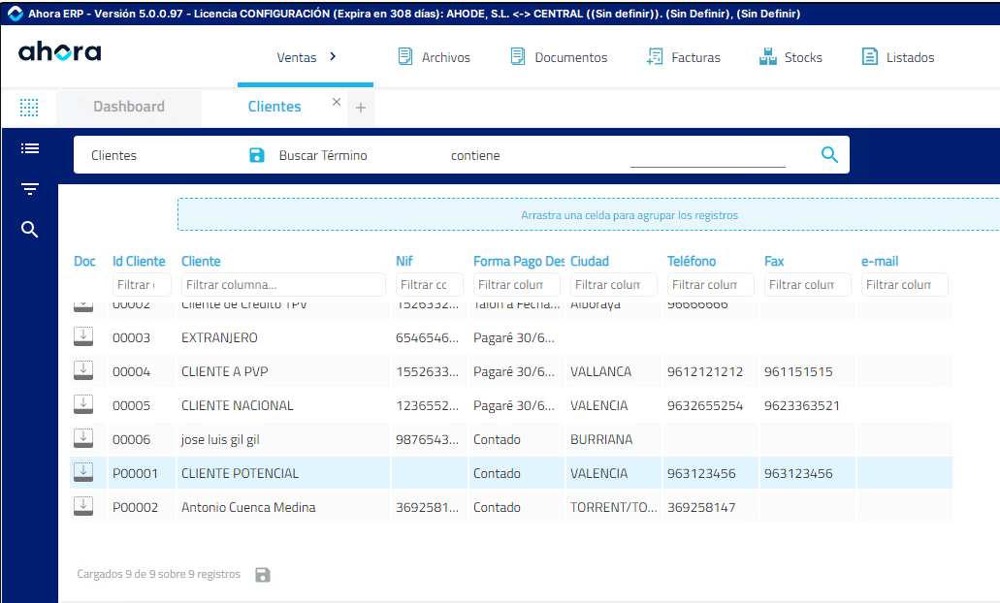 Ahora ERP - Versión 5.0.0.97 - Licencia CONFIGURACIÓN (Expira en 308 días): AHODE, S.L. <-> CENTRAL ((Sin definir)). (Sin Definir), (Sin Definir)
ahora Ventas > Archivos Documentos Facturas Stocks Listados
Dashboard Clientes × +
Clientes Buscar Término contiene
Arrastra una celda para agrupar los registros
Doc Id Cliente Cliente Nif Forma Pago Des Ciudad Teléfono Fax e-mail
Filtrar Filtrar columna... Filtrar cc Filtrar colum Filtrar colum Filtrar colum Filtrar colum Filtrar colum
00002 Cliente de Crédito TPV 1526332... Talón a Fecha... Alboraya 96666666
00003 EXTRANJERO 6546546... Pagaré 30/6...
00004 CLIENTE A PVP 1552633... Pagaré 30/6... VALLANCA 9612121212 961151515
00005 CLIENTE NACIONAL 1236552... Pagaré 30/6... VALENCIA 9632655254 9623363521
00006 jose luis gil gil 9876543... Contado BURRIANA
P00001 CLIENTE POTENCIAL Contado VALENCIA 963123456 963123456
P00002 Antonio Cuenca Medina 3692581... Contado TORRENT/TO... 369258147
Cargados 9 de 9 sobre 9 registros